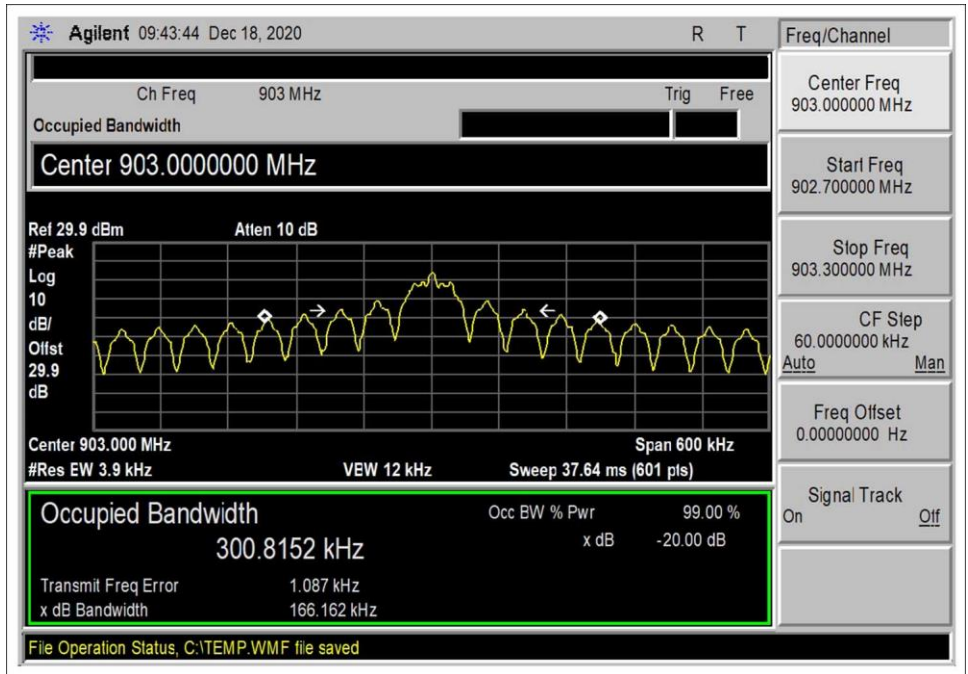 Agilent 09:43:44 Dec 18, 2020 R T
Freq/Channel
Ch Freq 903 MHz Trig Free
Occupied Bandwidth
Center 903.0000000 MHz
Ref 29.9 dBm Atten 10 dB
#Peak
Log
10
dB/
Offst
29.9
dB
Center 903.000 MHz Span 600 kHz
#Res EW 3.9 kHz VBW 12 kHz Sweep 37.64 ms (601 pts)
Occupied Bandwidth Occ BW % Pwr 99.00 %
300.8152 kHz x dB -20.00 dB
Transmit Freq Error 1.087 kHz
x dB Bandwidth 166.162 kHz
File Operation Status, C:\TEMP.WMF file saved
Center Freq
903.000000 MHz
Start Freq
902.700000 MHz
Stop Freq
903.300000 MHz
CF Step
60.0000000 kHz
Auto Man
Freq Offset
0.00000000 Hz
Signal Track
On Off